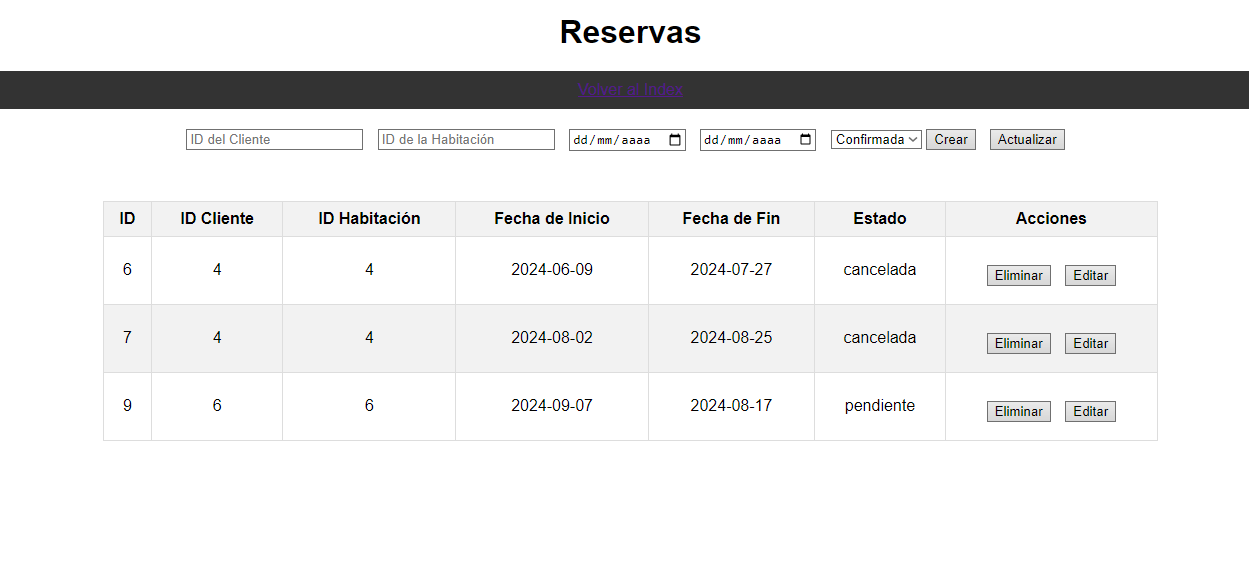 Reservas
Volver al Index
ID del Cliente ID de la Habitación dd/mm/aaaa dd/mm/aaaa Confirmada Crear Actualizar
ID ID Cliente ID Habitación Fecha de Inicio Fecha de Fin Estado Acciones
6 4 4 2024-06-09 2024-07-27 cancelada Eliminar Editar
7 4 4 2024-08-02 2024-08-25 cancelada Eliminar Editar
9 6 6 2024-09-07 2024-08-17 pendiente Eliminar Editar